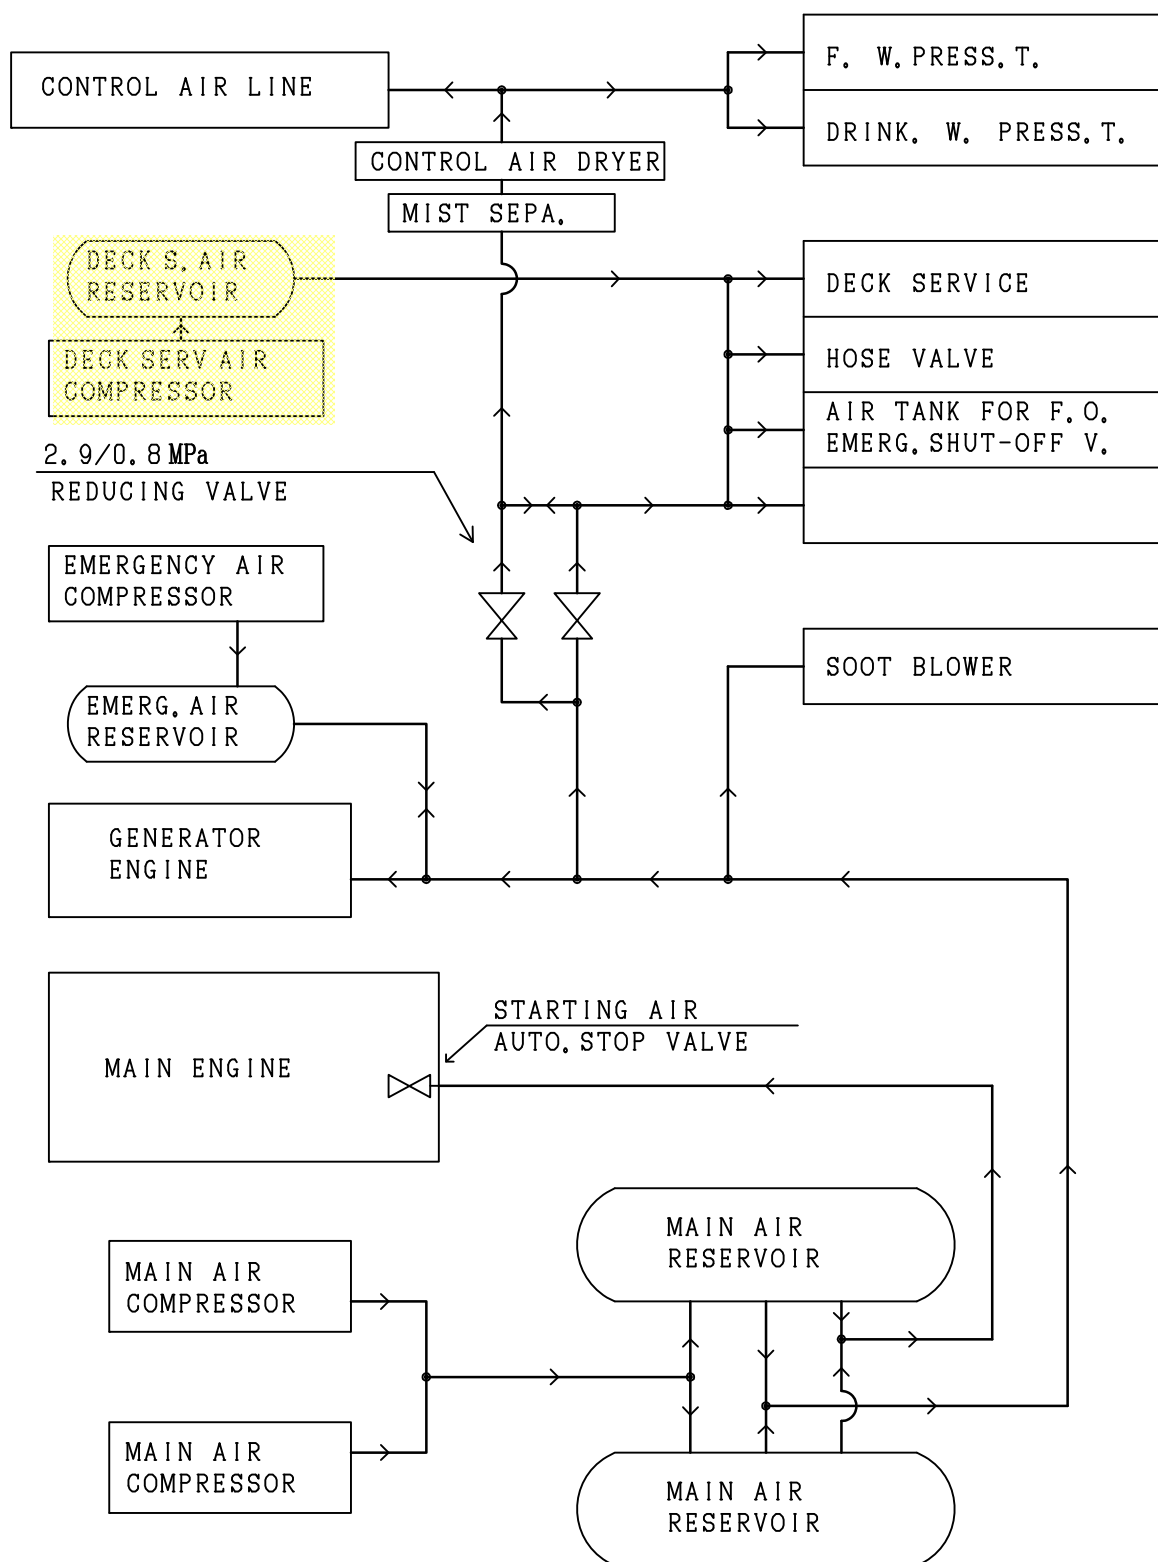 F. W. PRESS. T.
CONTROL AIR LINE
DRINK. W. PRESS. T.
CONTROL AIR DRYER
MIST SEPA.
DECK S. AIR
RESERVOIR
DECK SERVICE
DECK SERV AIR
COMPRESSOR
HOSE VALVE
AIR TANK FOR F.O.
EMERG. SHUT-OFF V.
2.9/0.8 MPa
REDUCING VALVE
EMERGENCY AIR
COMPRESSOR
SOOT BLOWER
EMERG. AIR
RESERVOIR
GENERATOR
ENGINE
STARTING AIR
AUTO. STOP VALVE
MAIN ENGINE
MAIN AIR
RESERVOIR
MAIN AIR
COMPRESSOR
MAIN AIR
COMPRESSOR
MAIN AIR
RESERVOIR